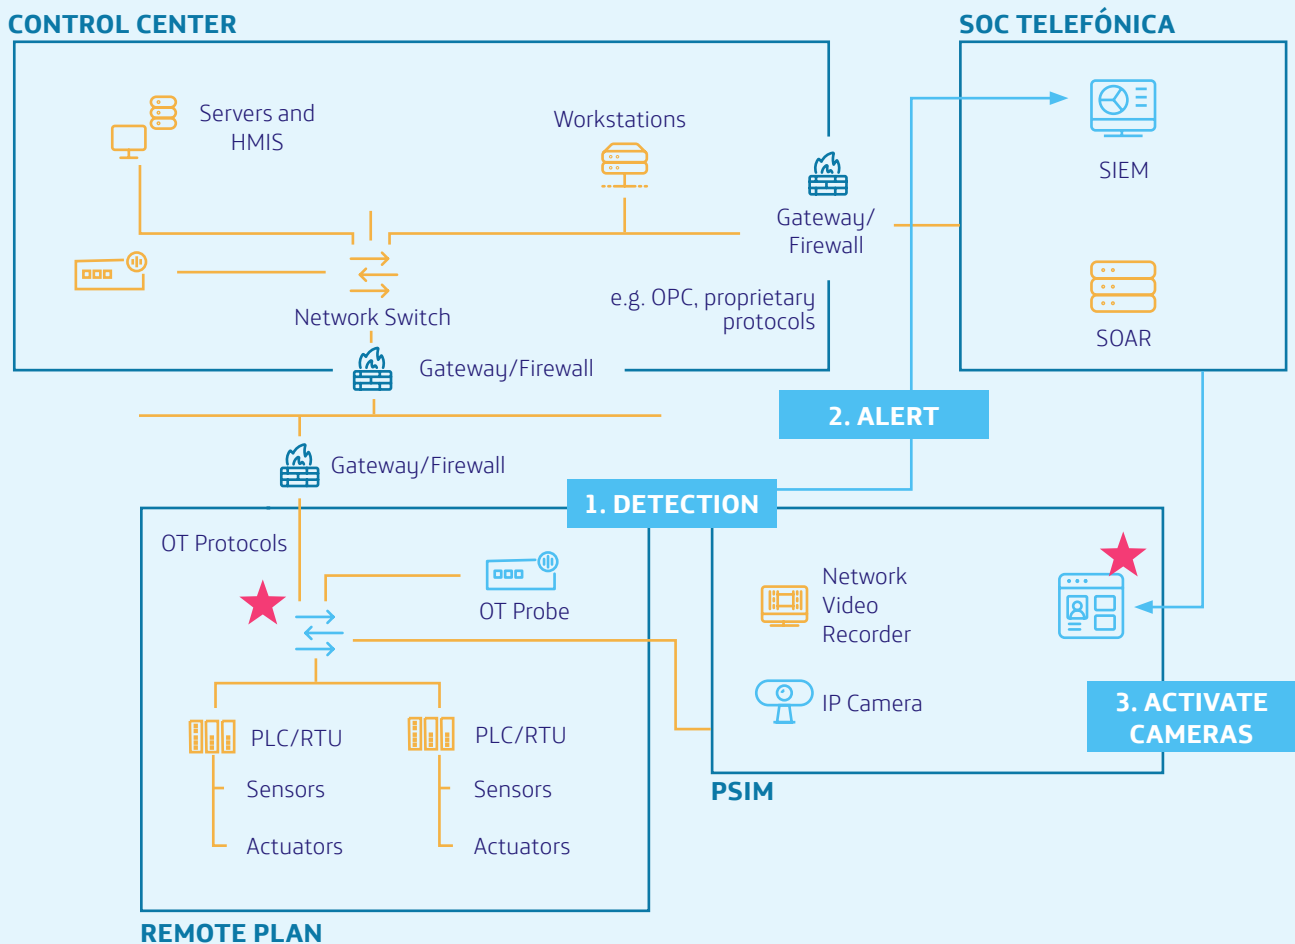 CONTROL CENTER
SOC TELEFÓNICA
Servers and
HMIS
Workstations
SIEM
Gateway/
Firewall
e.g. OPC, proprietary
protocols
Network Switch
SOAR
Gateway/Firewall
2. ALERT
Gateway/Firewall
1. DETECTION
OT Protocols
OT Probe
Network
Video
Recorder
IP Camera
3. ACTIVATE
CAMERAS
PLC/RTU
PLC/RTU
Sensors
Sensors
PSIM
Actuators
Actuators
REMOTE PLAN